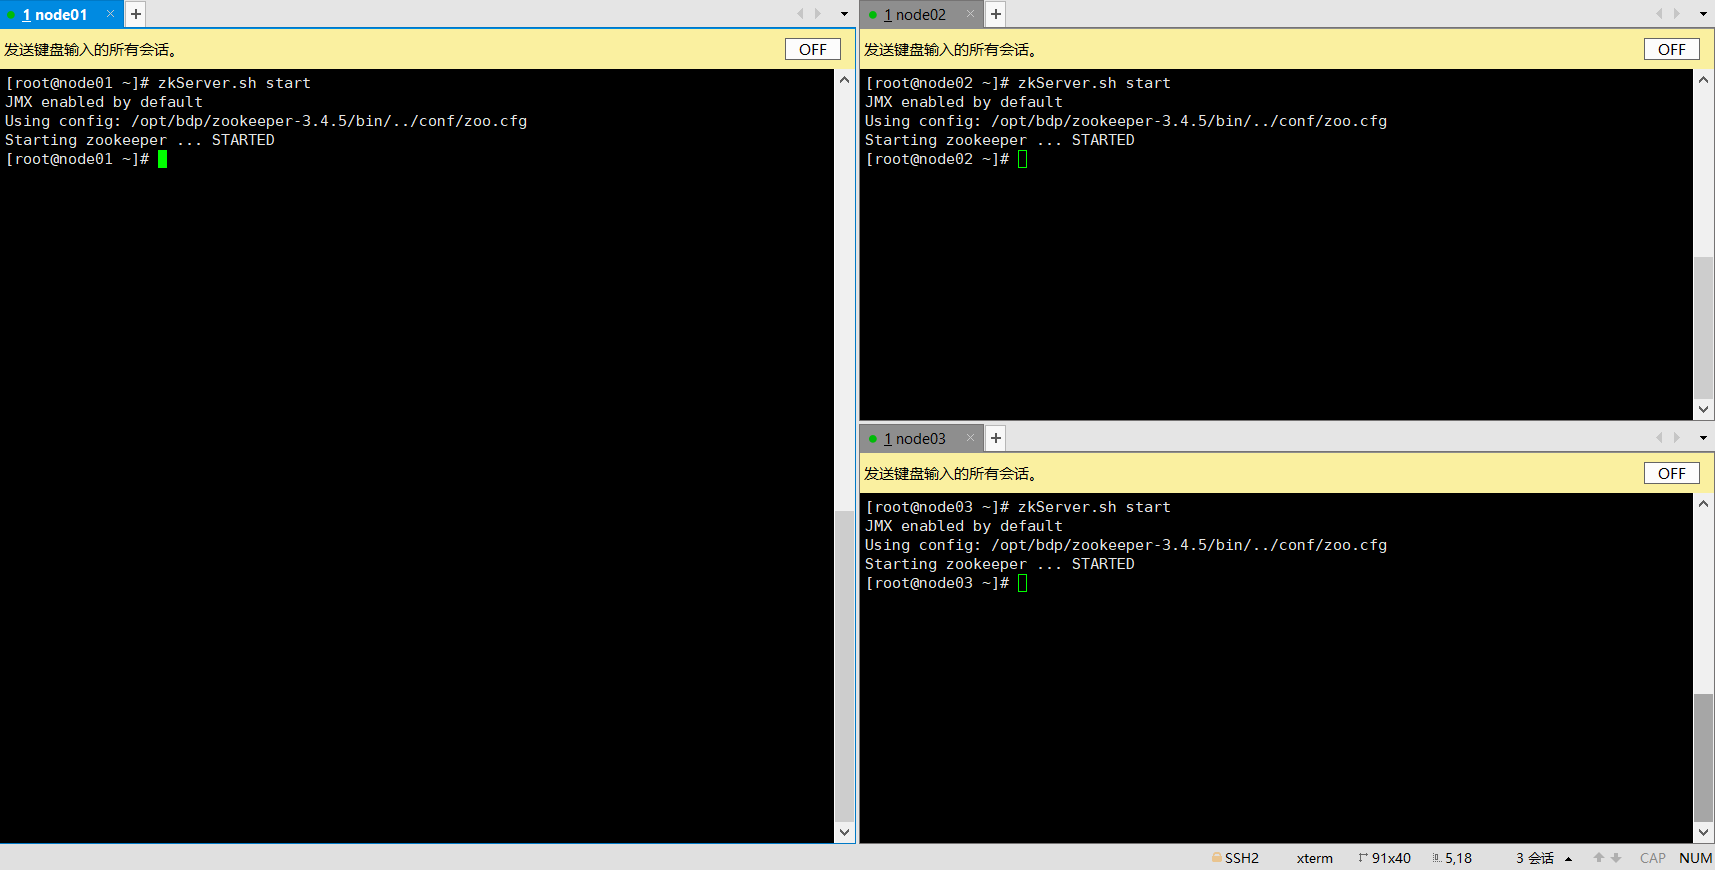 1 node01
发送键盘输入的所有会话。
OFF
[root@node01 ~]# zkServer.sh start
JMX enabled by default
Using config: /opt/bdp/zookeeper-3.4.5/bin/../conf/zoo.cfg
Starting zookeeper ... STARTED
[root@node01 ~]#
1 node02
发送键盘输入的所有会话。
OFF
[root@node02 ~]# zkServer.sh start
JMX enabled by default
Using config: /opt/bdp/zookeeper-3.4.5/bin/../conf/zoo.cfg
Starting zookeeper ... STARTED
[root@node02 ~]#
1 node03
发送键盘输入的所有会话。
OFF
[root@node03 ~]# zkServer.sh start
JMX enabled by default
Using config: /opt/bdp/zookeeper-3.4.5/bin/../conf/zoo.cfg
Starting zookeeper ... STARTED
[root@node03 ~]#
SSH2 xterm 91x40 5,18 3 会话 CAP NUM